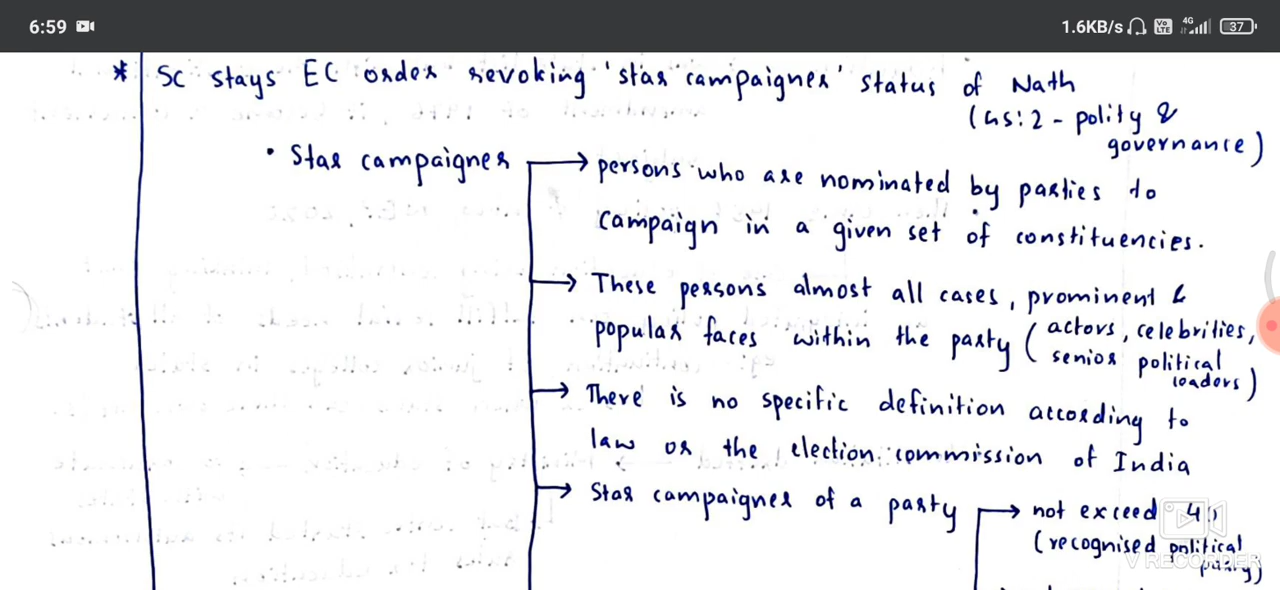 6:59
1.6KB/s Vo LTE 4G 37
* SC stays EC order revoking 'star campaigner' status of Nath
(GS:2 - polity &
governance)
• Star campaigner → persons who are nominated by parties to
campaign in a given set of constituencies.
→ These persons almost all cases, prominent &
popular faces within the party (actors, celebrities,
senior political
leaders)
→ There is no specific definition according to
law or the election commission of India
→ Star campaigner of a party → not exceed 40
(recognised political
party)
V RECORDER